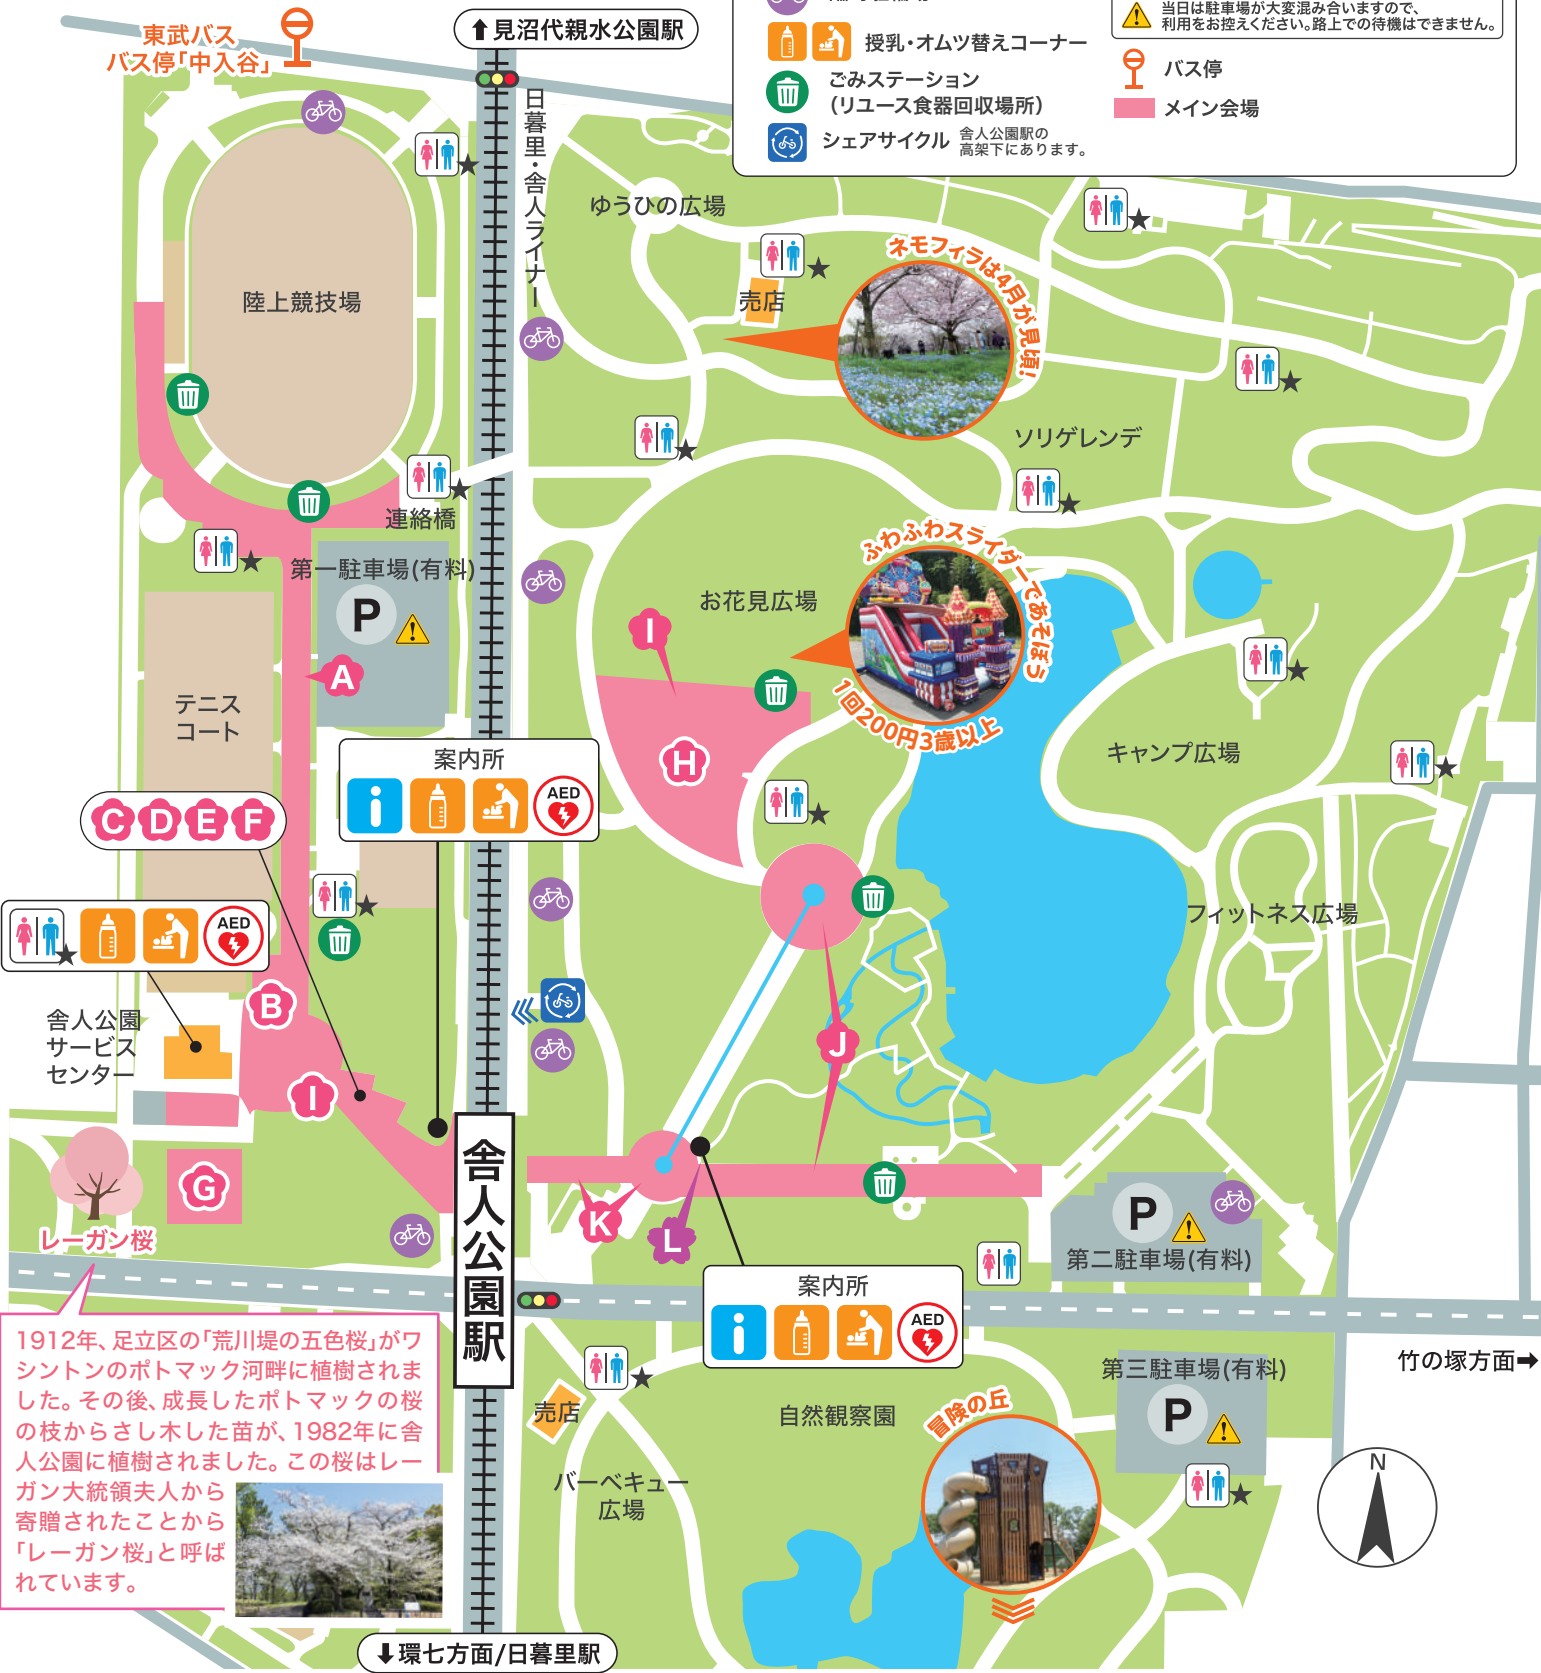 東武バス
バス停「中入谷」
⬆見沼代親水公園駅
授乳・オムツ替えコーナー
ごみステーション
(リユース食器回収場所)
シェアサイクル
舎人公園駅の
高架下にあります。
当日は駐車場が大変混み合いますので、
利用をお控えください。路上での待機はできません。
バス停
メイン会場
日暮里・舎人ライナー
ゆうひの広場
ネモフィラは4月が見頃!
売店
陸上競技場
ソリゲレンデ
連絡橋
第一駐車場(有料)
P
A
テニス
コート
お花見広場
ふわふわスライダーであそぼう
1回200円3歳以上
I
H
キャンプ広場
案内所
AED
C D E F
AED
フィットネス広場
舎人公園
サービス
センター
B
I
J
G
レーガン桜
舎人公園駅
K
L
P
第二駐車場(有料)
案内所
AED
1912年、足立区の「荒川堤の五色桜」がワ
シントンのポトマック河畔に植樹されま
した。その後、成長したポトマックの桜
の枝からさし木した苗が、1982年に舎
人公園に植樹されました。この桜はレー
ガン大統領夫人から
寄贈されたことから
「レーガン桜」と呼ば
れています。
竹の塚方面➡
第三駐車場(有料)
P
売店
自然観察園
冒険の丘
バーベキュー
広場
N
⬇環七方面/日暮里駅